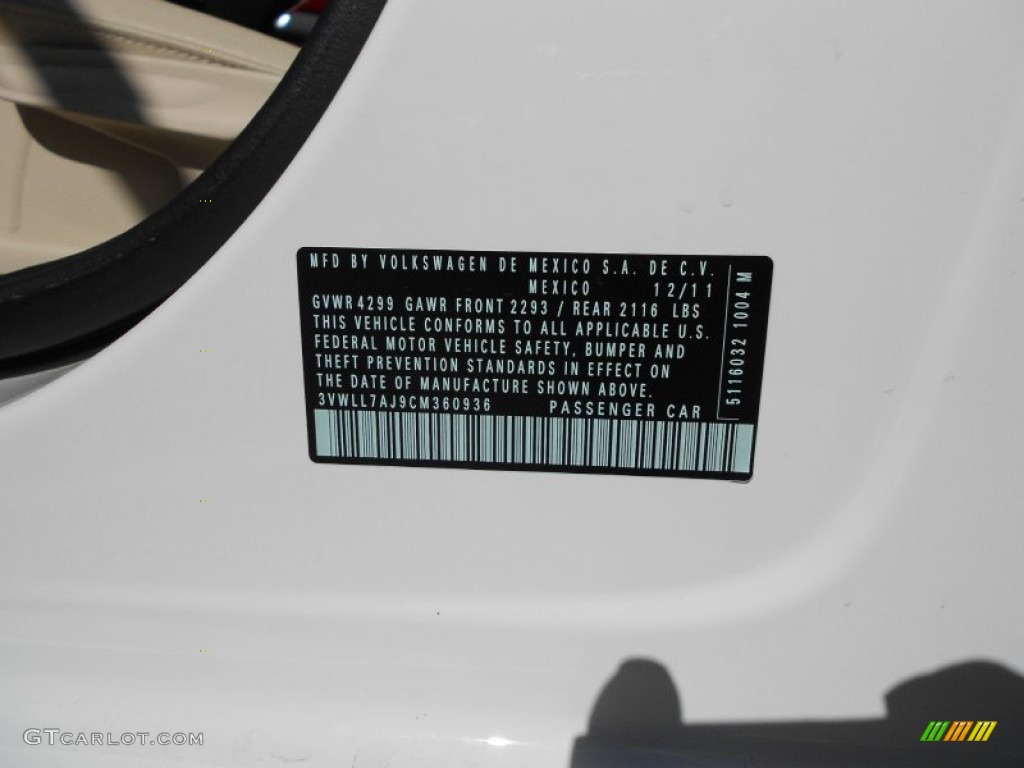 MFD BY VOLKSWAGEN DE MEXICO S.A. DE C.V.
MEXICO 12/11
GVWR 4299 GAWR FRONT 2293 / REAR 2116 LBS
THIS VEHICLE CONFORMS TO ALL APPLICABLE U.S.
FEDERAL MOTOR VEHICLE SAFETY, BUMPER AND
THEFT PREVENTION STANDARDS IN EFFECT ON
THE DATE OF MANUFACTURE SHOWN ABOVE.
3VWLL7AJ9CM360936 PASSENGER CAR
5116032 1004 M
GTCARLOT.COM